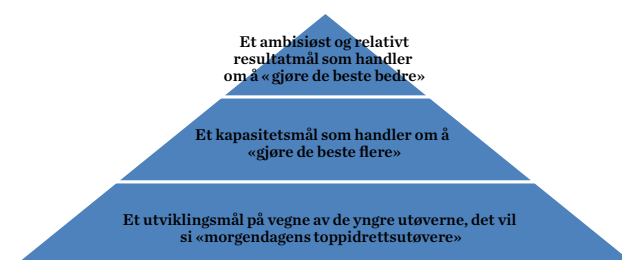 Et ambisiøst og relativt
resultatmål som handler
om å «gjøre de beste bedre»
Et kapasitetsmål som handler om å
«gjøre de beste flere»
Et utviklingsmål på vegne av de yngre utøverne, det vil
si «morgendagens toppidrettsutøvere»